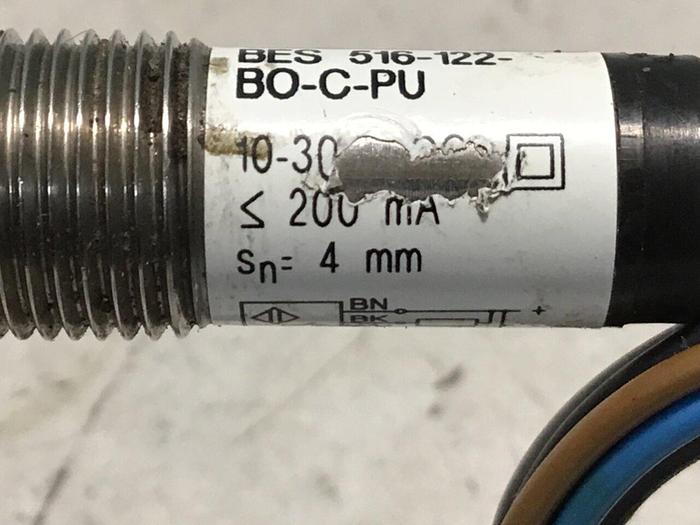 BES 516-122-
BO-C-PU
10-30
≤ 200 mA
sn= 4 mm
BN
+
BK